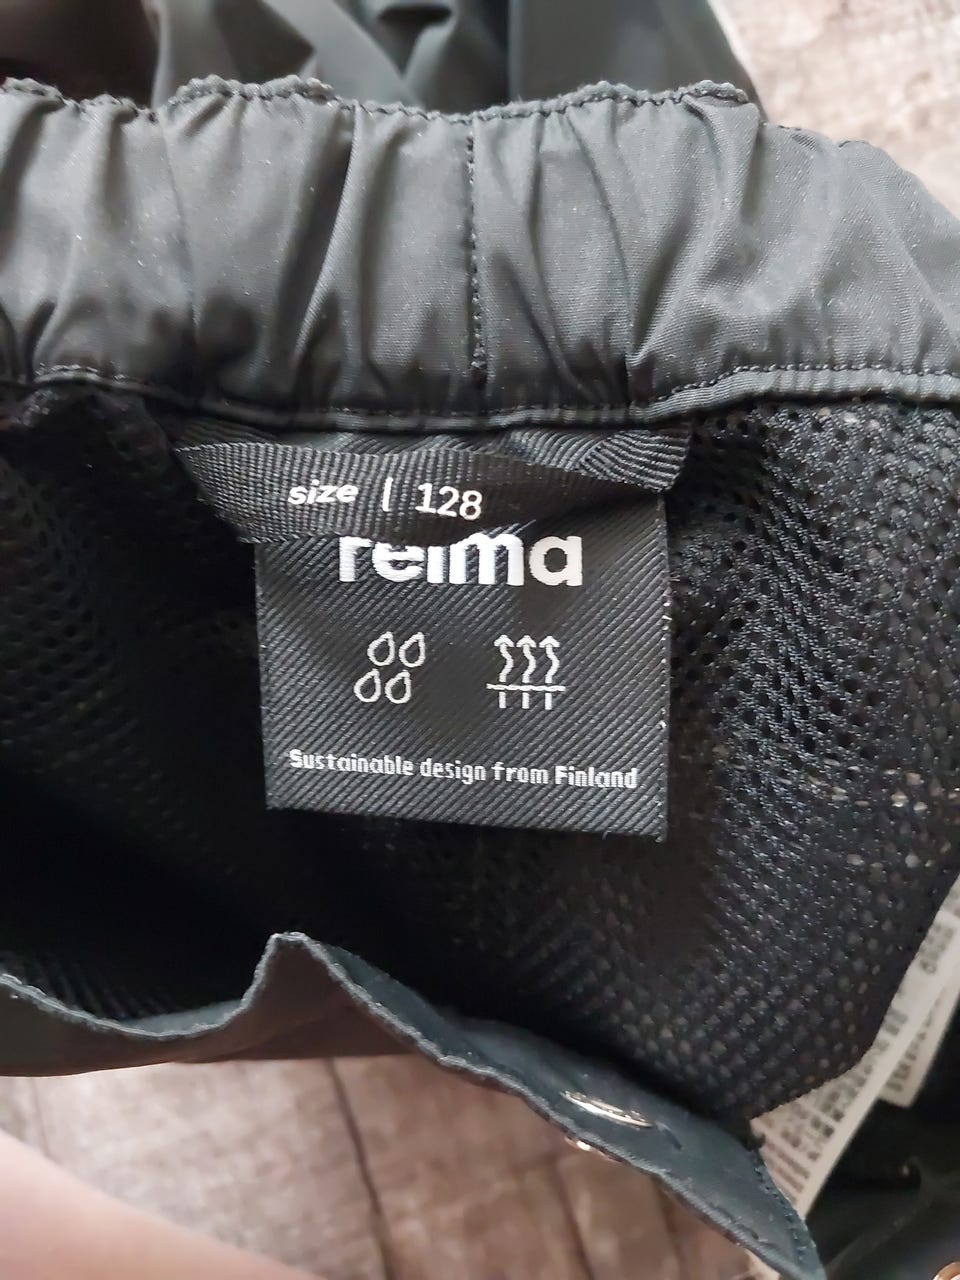 size | 128
reima
Sustainable design from Finland